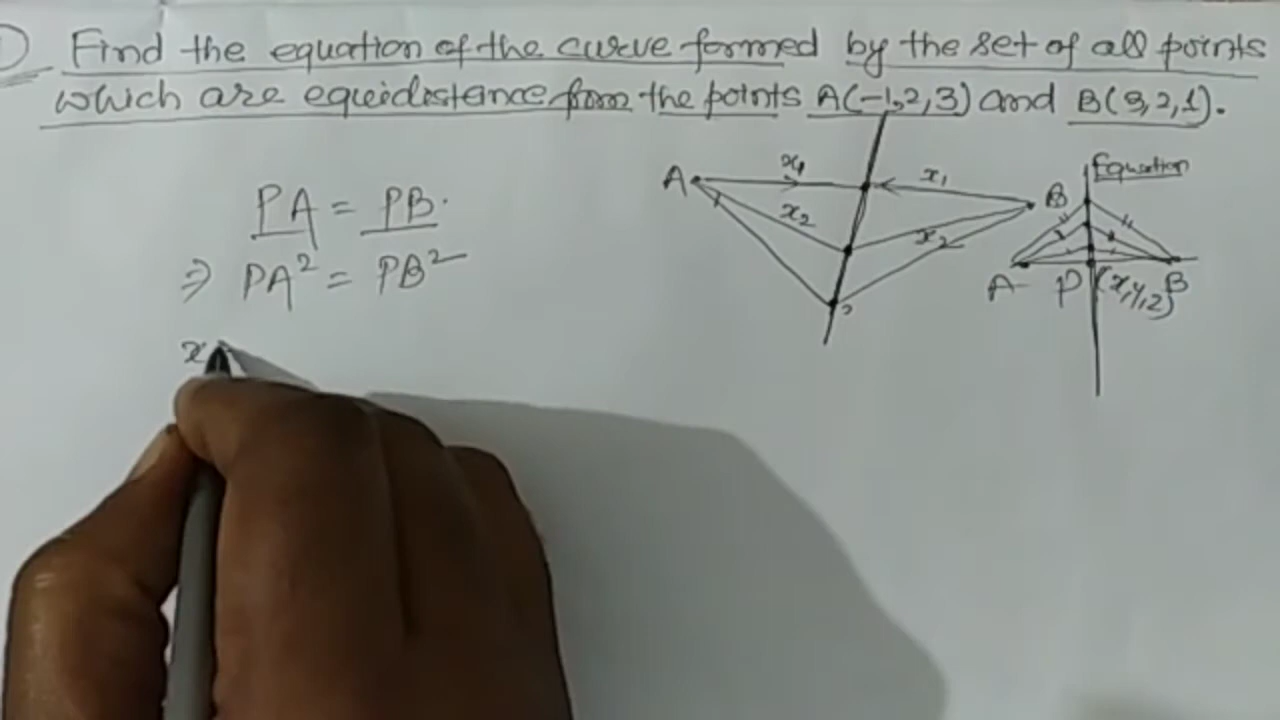 Find the equation of the curve formed by the set of all points
which are equidistance from the points A(-1,2,3) and B(3,2,1).
PA = PB.
⇒ PA² = PB²
x
A x₁ x₁ B
x₂ x₂
Equation
A P(x,y,z) B